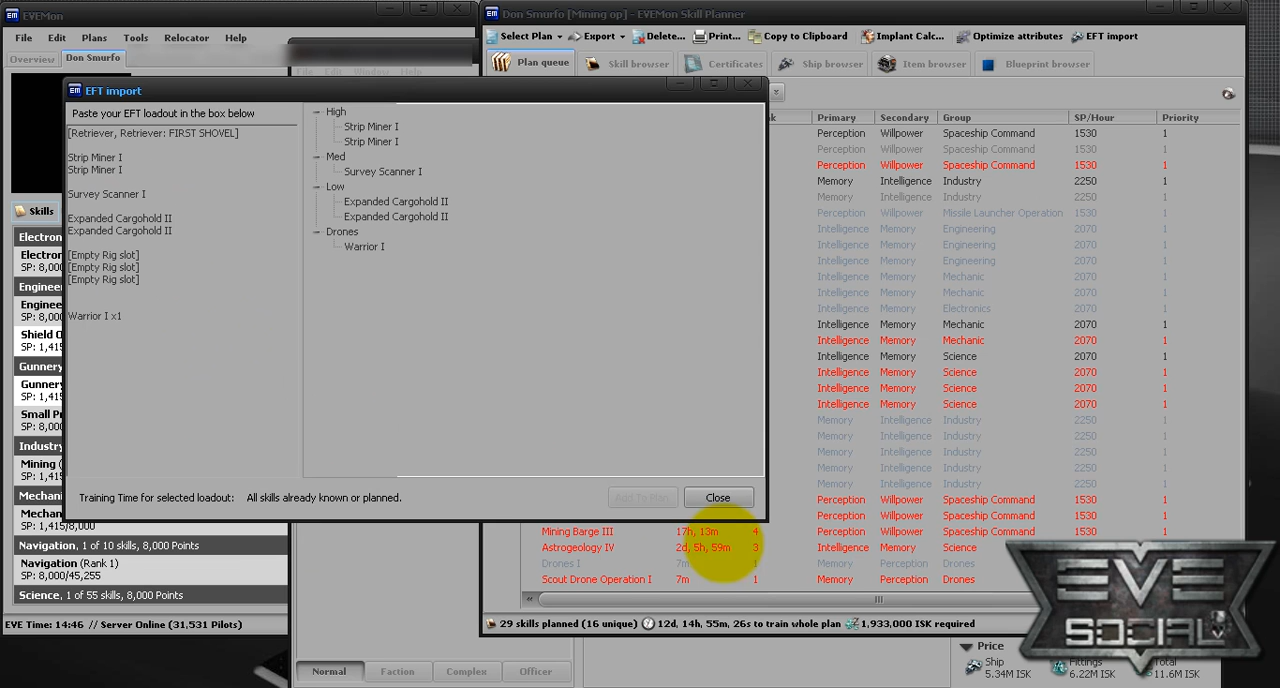 EVEMon
File Edit Plans Tools Relocator Help
Overview Don Smurfo
Don Smurfo [Mining op] - EVEMon Skill Planner
Select Plan Export Delete... Print... Copy to Clipboard Implant Calc... Optimize attributes EFT import
Plan queue Skill browser Certificates Ship browser Item browser Blueprint browser
File Edit Window Help
EFT import
Paste your EFT loadout in the box below
[Retriever, Retriever: FIRST SHOVEL]
Strip Miner I
Strip Miner I
Survey Scanner I
Expanded Cargohold II
Expanded Cargohold II
[Empty Rig slot]
[Empty Rig slot]
[Empty Rig slot]
Warrior I x1
High
Strip Miner I
Strip Miner I
Med
Survey Scanner I
Low
Expanded Cargohold II
Expanded Cargohold II
Drones
Warrior I
Training Time for selected loadout: All skills already known or planned.
Add To Plan Close
Primary Secondary Group SP/Hour Priority
Perception Willpower Spaceship Command 1530 1
Perception Willpower Spaceship Command 1530 1
Perception Willpower Spaceship Command 1530 1
Memory Intelligence Industry 2250 1
Memory Intelligence Industry 2250 1
Perception Willpower Missile Launcher Operation 1530 1
Intelligence Memory Engineering 2070 1
Intelligence Memory Engineering 2070 1
Intelligence Memory Engineering 2070 1
Intelligence Memory Mechanic 2070 1
Intelligence Memory Mechanic 2070 1
Intelligence Memory Electronics 2070 1
Intelligence Memory Mechanic 2070 1
Intelligence Memory Mechanic 2070 1
Intelligence Memory Science 2070 1
Intelligence Memory Science 2070 1
Intelligence Memory Science 2070 1
Intelligence Memory Science 2070 1
Memory Intelligence Industry 2250 1
Memory Intelligence Industry 2250 1
Memory Intelligence Industry 2250 1
Memory Intelligence Industry 2250 1
Memory Intelligence Industry 2250 1
Perception Willpower Spaceship Command 1530 1
Perception Willpower Spaceship Command 1530 1
Mining Barge III 17h, 13m 4 Perception Willpower Spaceship Command
Astrogeology IV 2d, 5h, 59m 3 Intelligence Memory Science
Drones I 7m 1 Memory Perception Drones
Scout Drone Operation I 7m 1 Memory Perception Drones
29 skills planned (16 unique) 12d, 14h, 55m, 26s to train whole plan 1,933,000 ISK required
Skills
Electron
Electron
SP: 8,000
Enginee
Enginee
SP: 8,000
Shield O
SP: 1,415
Gunnery
Gunnery
SP: 1,415
Small Pr
SP: 8,000
Industry
Mining (
SP: 1,415
Mechani
Mechan
SP: 1,415/8,000
Navigation, 1 of 10 skills, 8,000 Points
Navigation (Rank 1)
SP: 8,000/45,255
Science, 1 of 55 skills, 8,000 Points
EVE Time: 14:46 // Server Online (31,531 Pilots)
Normal Faction Complex Officer
Price
Ship
5.34M ISK
Fittings
6.22M ISK
Total
11.6M ISK
EVE
SOCIAL